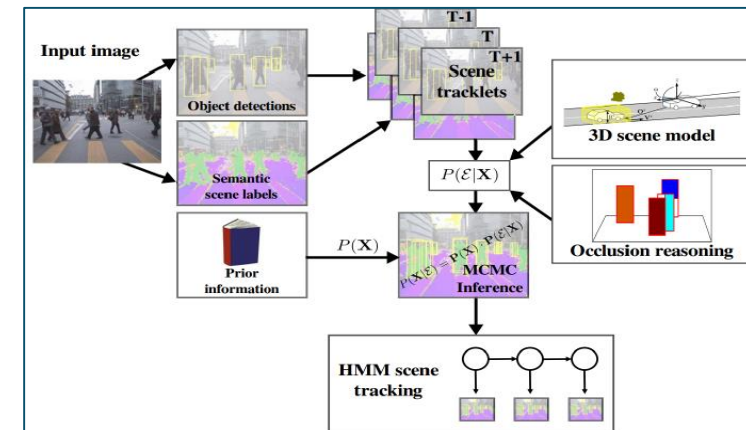 Input image
Object detections
Semantic
scene labels
T-1
T
T+1
Scene
tracklets
3D scene model
P(ℰ|X)
Occlusion reasoning
Prior
information
P(X)
P(X|ℰ) = P(X) · P(ℰ|X)
MCMC
Inference
HMM scene
tracking